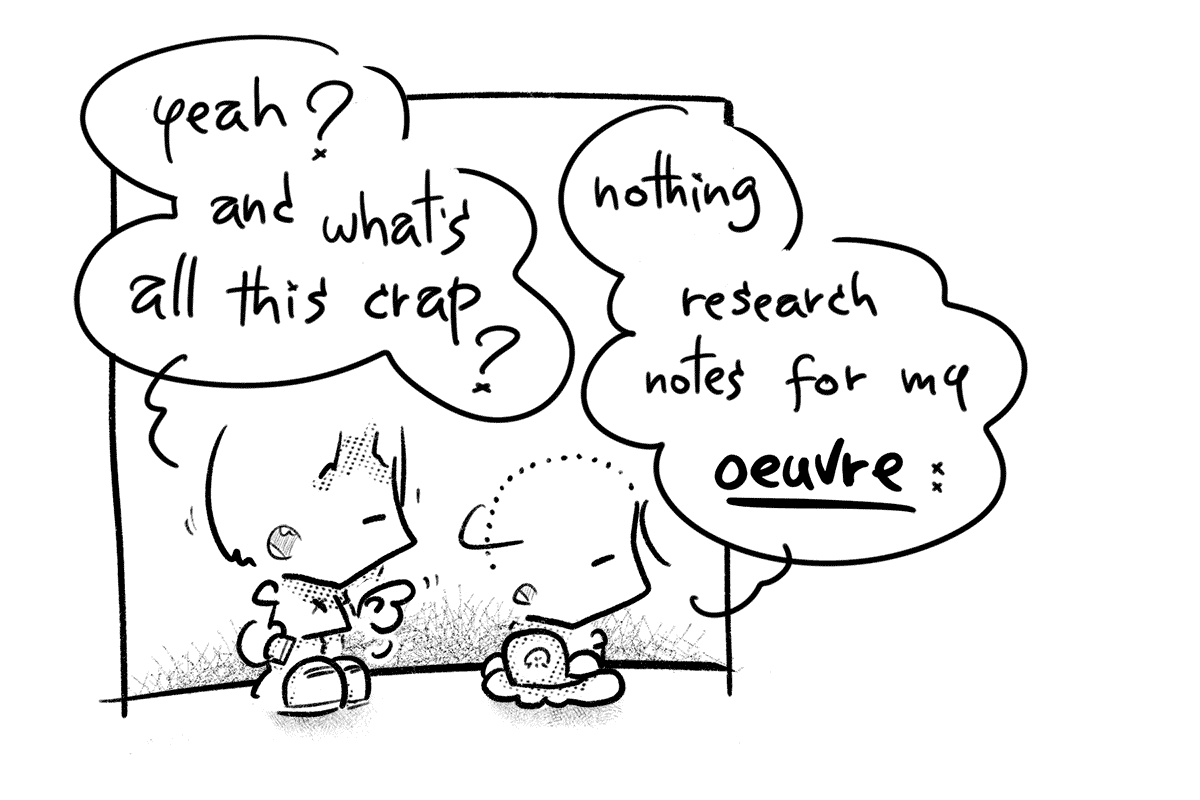 yeah?
and what's
all this crap
?
nothing
research
notes for my
oeuvre :